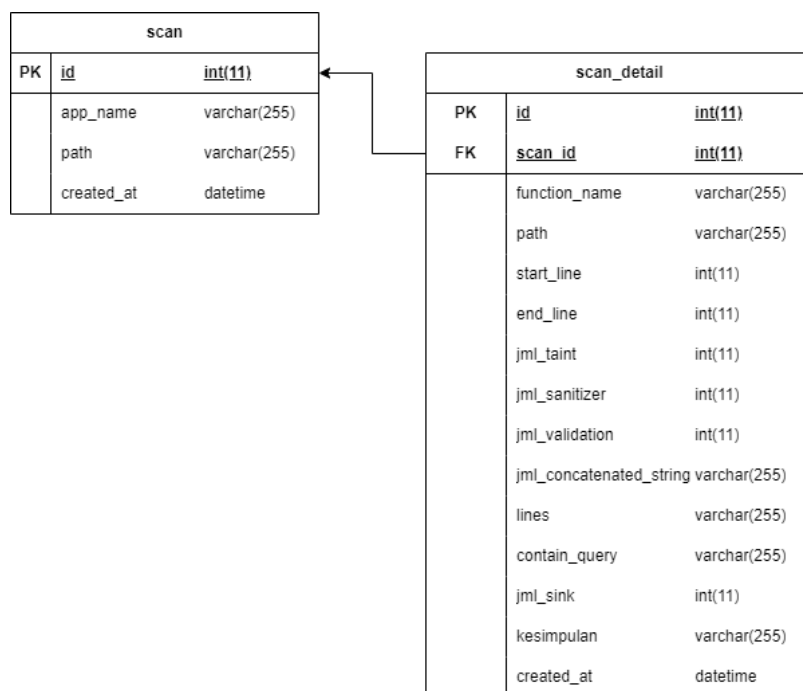 scan
PK id int(11)
app_name varchar(255)
path varchar(255)
created_at datetime
scan_detail
PK id int(11)
FK scan_id int(11)
function_name varchar(255)
path varchar(255)
start_line int(11)
end_line int(11)
jml_taint int(11)
jml_sanitizer int(11)
jml_validation int(11)
jml_concatenated_string varchar(255)
lines varchar(255)
contain_query varchar(255)
jml_sink int(11)
kesimpulan varchar(255)
created_at datetime